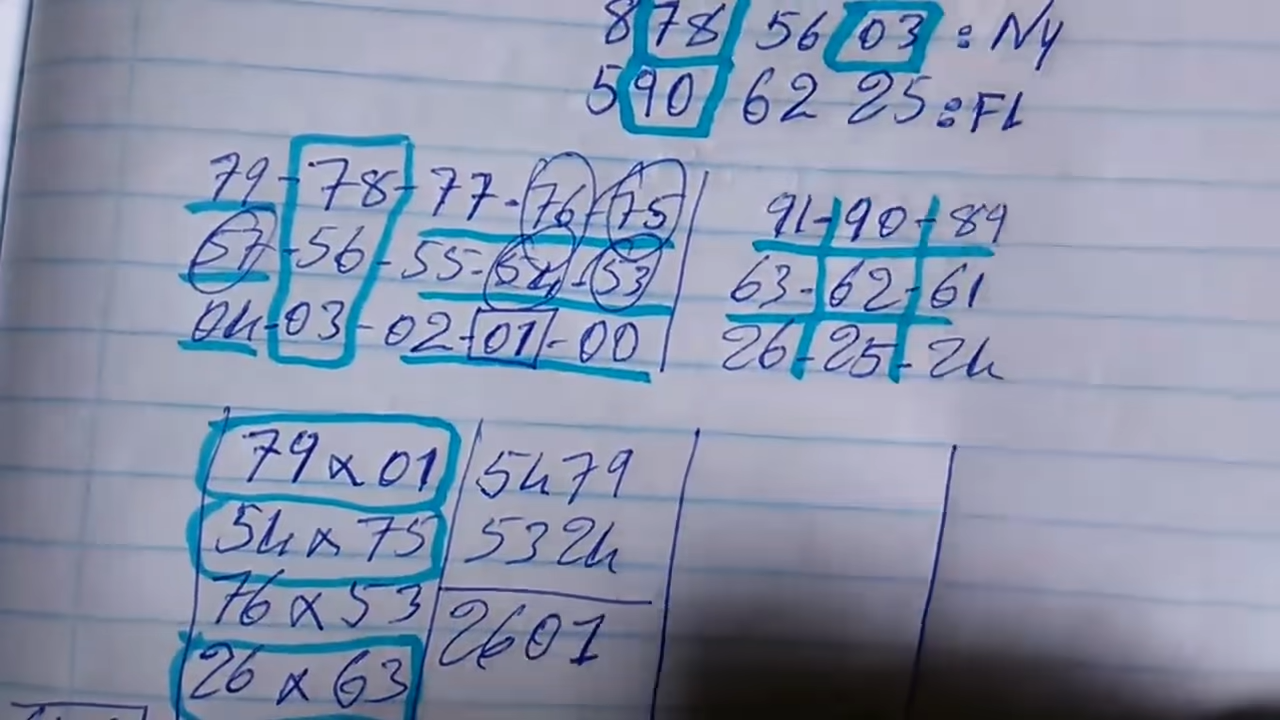 878 56 03 : NY
590 62 25 : FL
79-78-77-76-75
57-56-55-54-53
04-03-02-01-00
91-90-89
63-62-61
26-25-24
79x01
54x75
76x53
26x63
5479
5324
2601